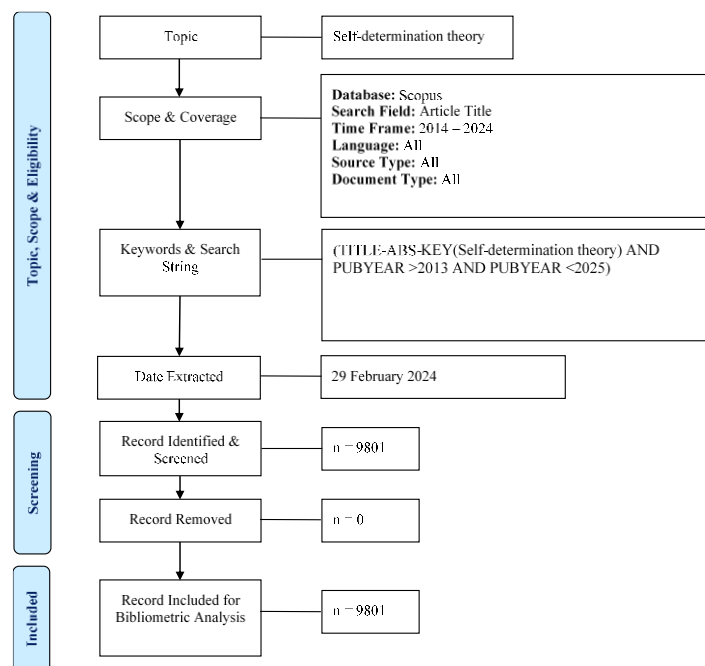 Topic, Scope & Eligibility
Topic
Self-determination theory
Scope & Coverage
Database: Scopus
Search Field: Article Title
Time Frame: 2014 – 2024
Language: All
Source Type: All
Document Type: All
Keywords & Search
String
(TITLE-ABS-KEY(Self-determination theory) AND
PUBYEAR >2013 AND PUBYEAR <2025)
Date Extracted
29 February 2024
Screening
Record Identified &
Screened
n = 9801
Record Removed
n = 0
Included
Record Included for
Bibliometric Analysis
n = 9801